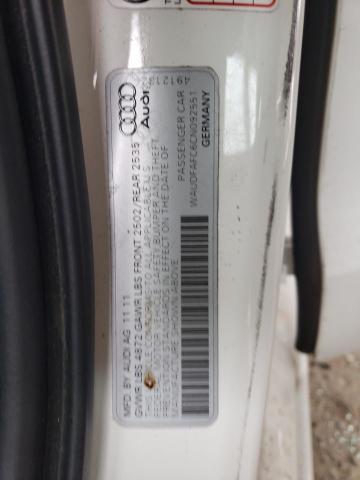 Audi
MFD BY AUDI AG 11 11
GVWR LBS 4872 GAWR LBS FRONT 2502/REAR 2535
THIS VEHICLE CONFORMS TO ALL APPLICABLE U.S.
FEDERAL MOTOR VEHICLE SAFETY BUMPER AND THEFT
PREVENTION STANDARDS IN EFFECT ON THE DATE OF
MANUFACTURE SHOWN ABOVE
PASSENGER CAR
WAUDFAFC6CN092551
GERMANY